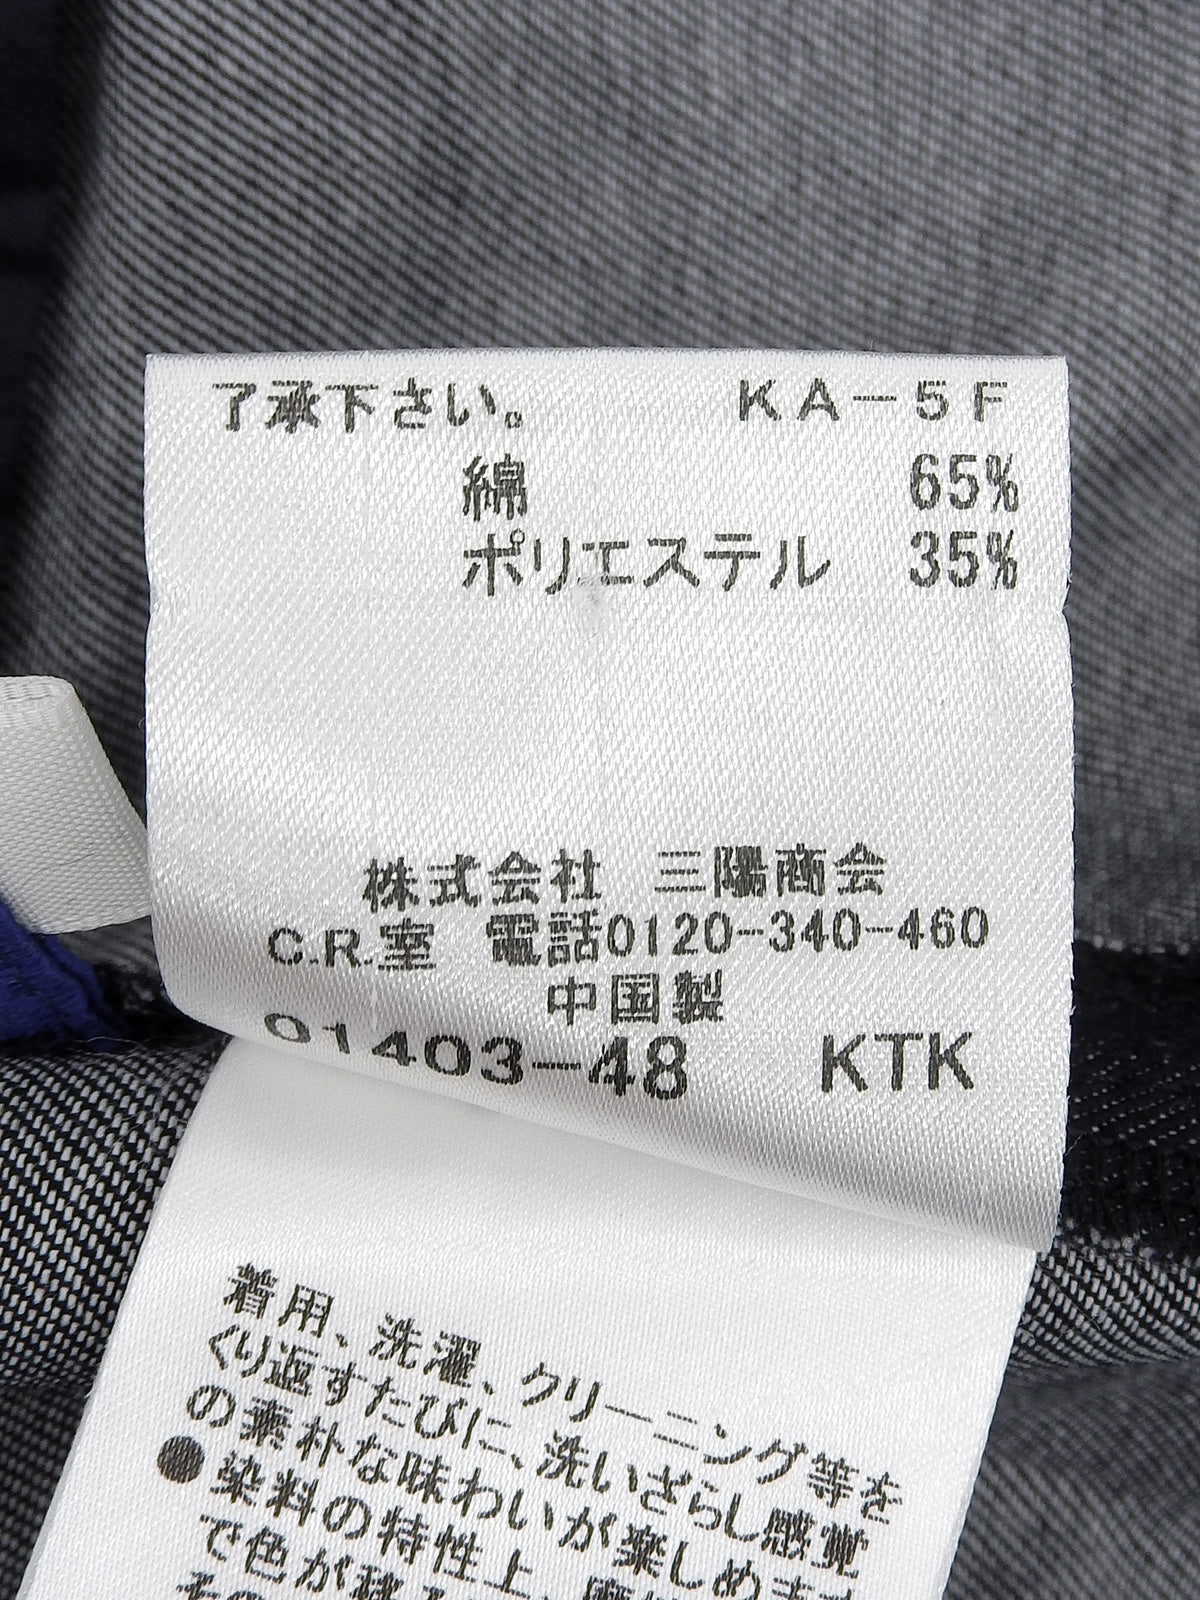 了承下さい。 KA-5F
綿 65%
ポリエステル 35%
株式会社 三陽商会
C.R.室 電話0120-340-460
中国製
01403-48 KTK
着用、洗濯、クリーニング等を
くり返すたびに、洗いざらし感覚
の素朴な味わいが楽しめま
●染料の特性上、摩
で色が移